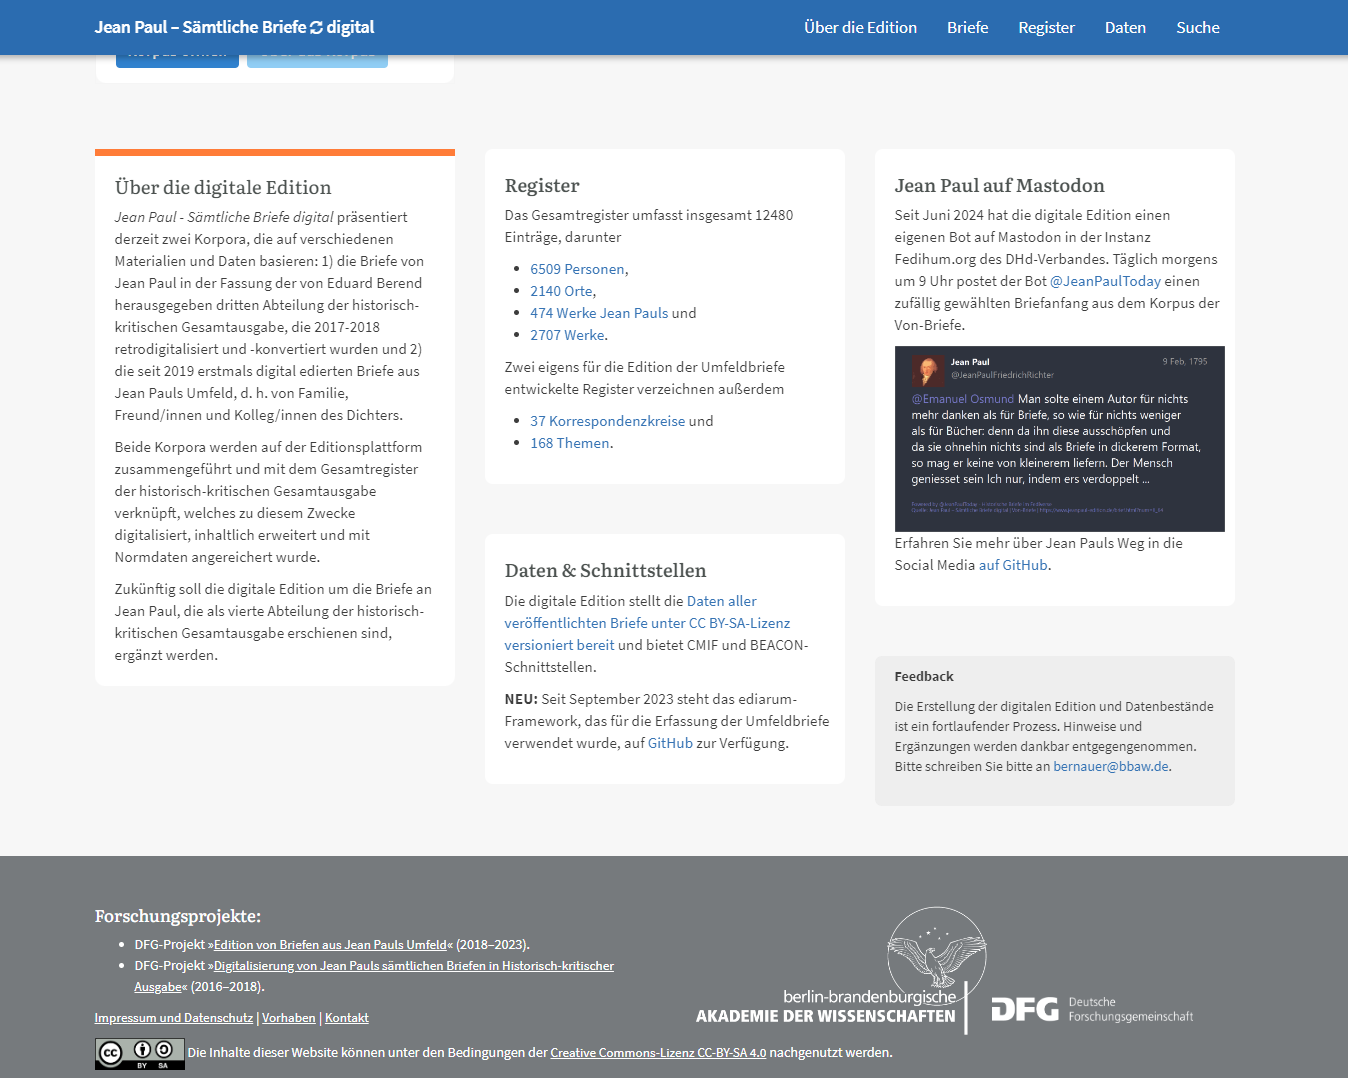 Jean Paul – Sämtliche Briefe digital
Über die Edition
Briefe
Register
Daten
Suche
Über die digitale Edition
Jean Paul - Sämtliche Briefe digital präsentiert
derzeit zwei Korpora, die auf verschiedenen
Materialien und Daten basieren: 1) die Briefe von
Jean Paul in der Fassung der von Eduard Berend
herausgegeben dritten Abteilung der historisch-
kritischen Gesamtausgabe, die 2017-2018
retrodigitalisiert und -konvertiert wurden und 2)
die seit 2019 erstmals digital edierten Briefe aus
Jean Pauls Umfeld, d. h. von Familie,
Freund/innen und Kolleg/innen des Dichters.
Beide Korpora werden auf der Editionsplattform
zusammengeführt und mit dem Gesamtregister
der historisch-kritischen Gesamtausgabe
verknüpft, welches zu diesem Zwecke
digitalisiert, inhaltlich erweitert und mit
Normdaten angereichert wurde.
Zukünftig soll die digitale Edition um die Briefe an
Jean Paul, die als vierte Abteilung der historisch-
kritischen Gesamtausgabe erschienen sind,
ergänzt werden.
Register
Das Gesamtregister umfasst insgesamt 12480
Einträge, darunter
6509 Personen,
2140 Orte,
474 Werke Jean Pauls und
2707 Werke.
Zwei eigens für die Edition der Umfeldbriefe
entwickelte Register verzeichnen außerdem
37 Korrespondenzkreise und
168 Themen.
Daten & Schnittstellen
Die digitale Edition stellt die Daten aller
veröffentlichten Briefe unter CC BY-SA-Lizenz
versioniert bereit und bietet CMIF und BEACON-
Schnittstellen.
NEU: Seit September 2023 steht das ediarum-
Framework, das für die Erfassung der Umfeldbriefe
verwendet wurde, auf GitHub zur Verfügung.
Jean Paul auf Mastodon
Seit Juni 2024 hat die digitale Edition einen
eigenen Bot auf Mastodon in der Instanz
Fedihum.org des DHd-Verbandes. Täglich morgens
um 9 Uhr postet der Bot @JeanPaulToday einen
zufällig gewählten Briefanfang aus dem Korpus der
Von-Briefe.
Jean Paul
9 Feb, 1795
@JeanPaulFriedrichRichter
@Emanuel Osmund Man solte einem Autor für nichts
mehr danken als für Briefe, so wie für nichts weniger
als für Bücher: denn da ihn diese ausschöpfen und
da sie ohnehin nichts sind als Briefe in dickerem Format,
so mag er keine von kleinerem liefern. Der Mensch
geniesset sein Ich nur, indem ers verdoppelt ...
Erfahren Sie mehr über Jean Pauls Weg in die
Social Media auf GitHub.
Feedback
Die Erstellung der digitalen Edition und Datenbestände
ist ein fortlaufender Prozess. Hinweise und
Ergänzungen werden dankbar entgegengenommen.
Bitte schreiben Sie bitte an bernauer@bbaw.de.
Forschungsprojekte:
DFG-Projekt »Edition von Briefen aus Jean Pauls Umfeld« (2018–2023).
DFG-Projekt »Digitalisierung von Jean Pauls sämtlichen Briefen in Historisch-kritischer
Ausgabe« (2016–2018).
Impressum und Datenschutz | Vorhaben | Kontakt
berlin-brandenburgische
AKADEMIE DER WISSENSCHAFTEN
DFG Deutsche
Forschungsgemeinschaft
cc BY SA Die Inhalte dieser Website können unter den Bedingungen der Creative Commons-Lizenz CC-BY-SA 4.0 nachgenutzt werden.